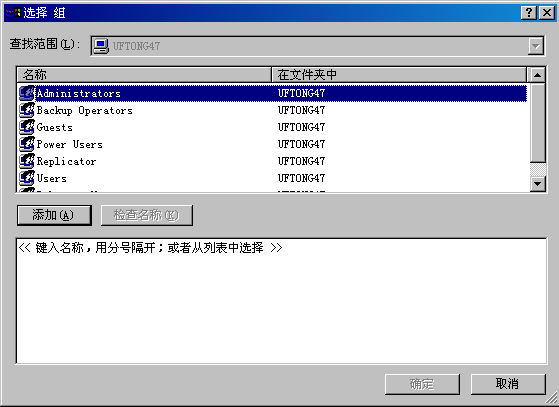 选择 组
查找范围(L): UFTONG47
名称 在文件夹中
Administrators UFTONG47
Backup Operators UFTONG47
Guests UFTONG47
Power Users UFTONG47
Replicator UFTONG47
Users UFTONG47
添加(A) 检查名称(K)
<< 键入名称，用分号隔开；或者从列表中选择 >>
确定 取消